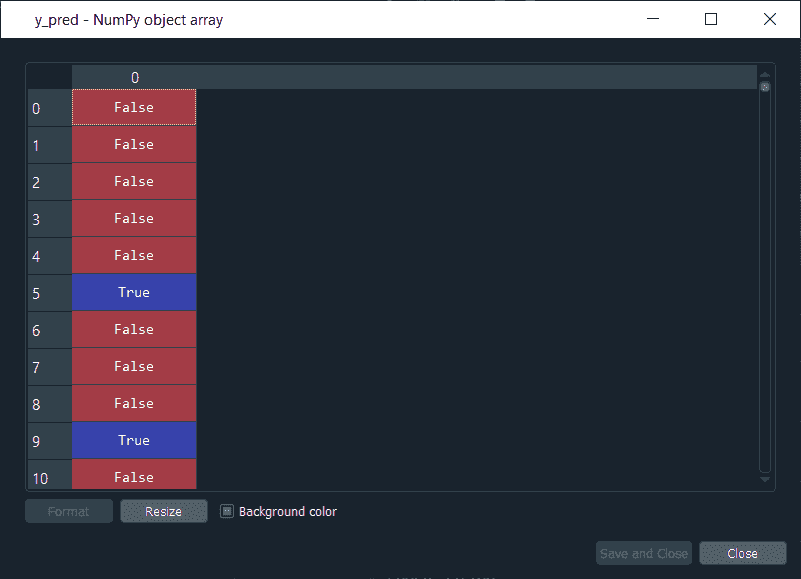 y_pred - NumPy object array
0
0 False
1 False
2 False
3 False
4 False
5 True
6 False
7 False
8 False
9 True
10 False
Format Resize Background color
Save and Close Close